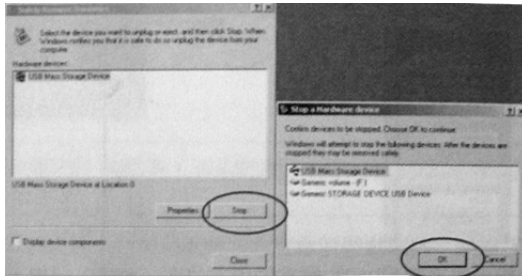 Safely Remove Hardware
Select the device you want to unplug or eject, and then click Stop. When
Windows notifies you that it is safe to do so unplug the device from your
computer.
Hardware devices:
USB Mass Storage Device
USB Mass Storage Device at Location 0
Properties Stop
Display device components
Close
Stop a Hardware device
Confirm devices to be stopped. Choose OK to continue.
Windows will attempt to stop the following devices. After the devices are
stopped they may be removed safely.
USB Mass Storage Device
Generic volume - (F:)
Generic STORAGE DEVICE USB Device
OK Cancel